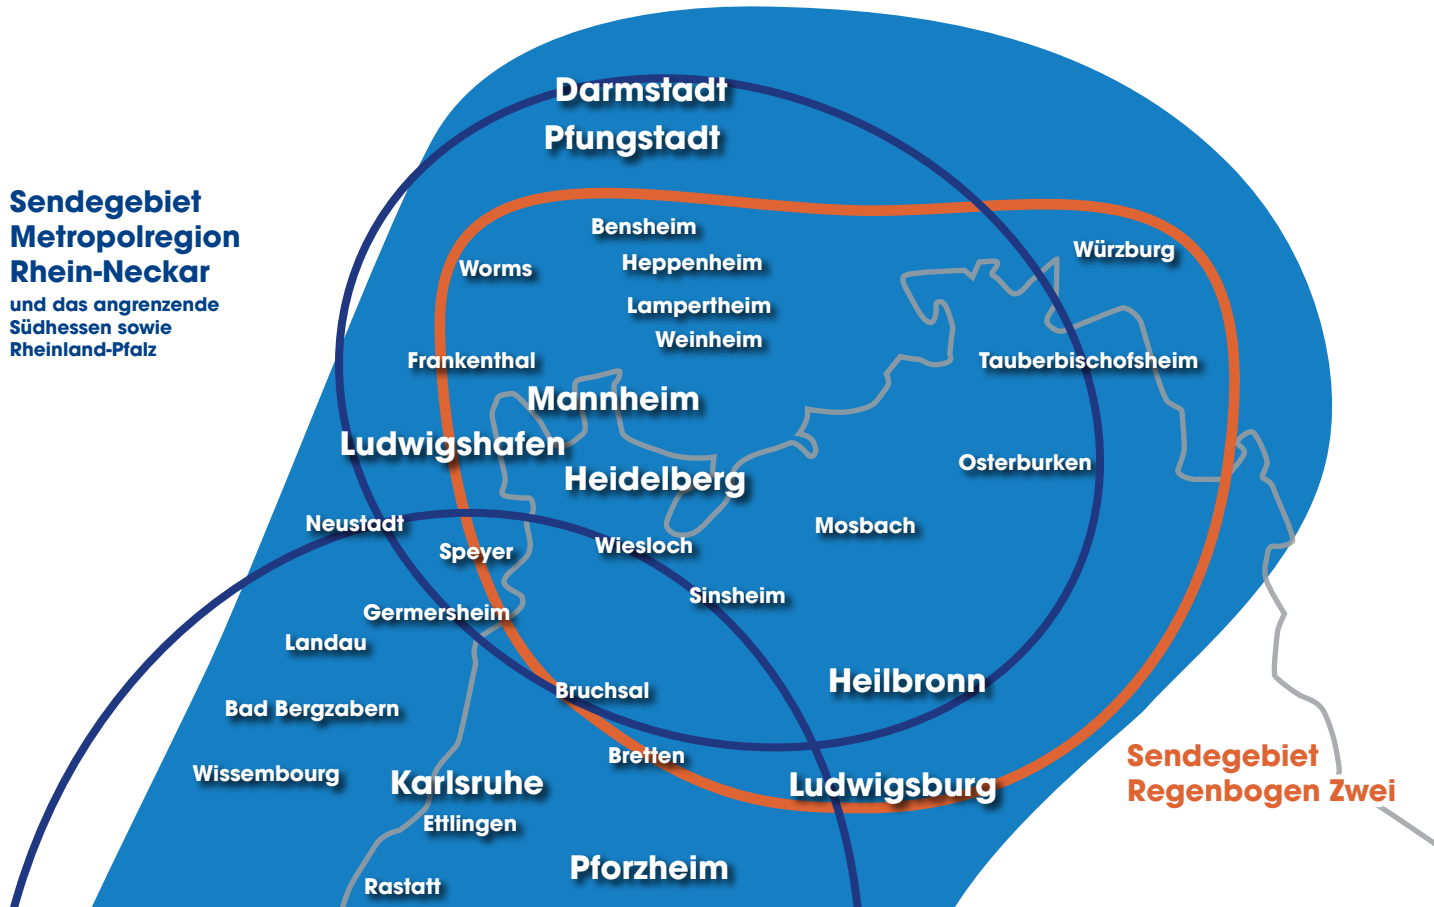 Darmstadt
Pfungstadt
Sendegebiet
Metropolregion
Rhein-Neckar
und das angrenzende
Südhessen sowie
Rheinland-Pfalz
Bensheim
Würzburg
Worms
Heppenheim
Lampertheim
Weinheim
Frankenthal
Tauberbischofsheim
Mannheim
Ludwigshafen
Osterburken
Heidelberg
Neustadt
Mosbach
Speyer
Wiesloch
Sinsheim
Germersheim
Landau
Heilbronn
Bruchsal
Bad Bergzabern
Bretten
Wissembourg
Karlsruhe
Ludwigsburg
Sendegebiet
Regenbogen Zwei
Ettlingen
Pforzheim
Rastatt